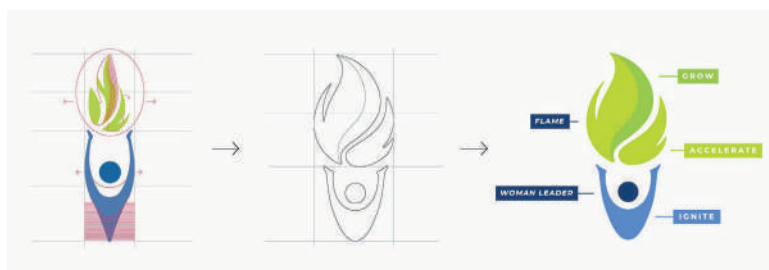 GROW
FLAME
ACCELERATE
WOMAN LEADER
IGNITE